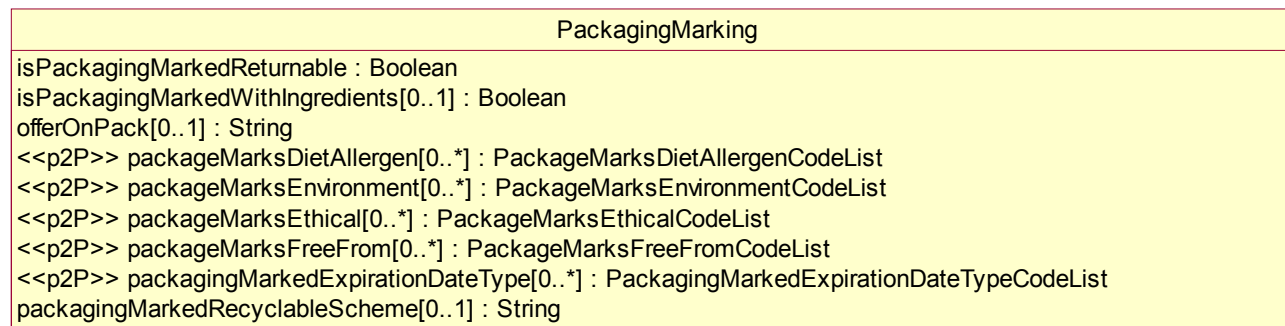 PackagingMarking
isPackagingMarkedReturnable : Boolean
isPackagingMarkedWithIngredients[0..1] : Boolean
offerOnPack[0..1] : String
<<p2P>> packageMarksDietAllergen[0..*] : PackageMarksDietAllergenCodeList
<<p2P>> packageMarksEnvironment[0..*] : PackageMarksEnvironmentCodeList
<<p2P>> packageMarksEthical[0..*] : PackageMarksEthicalCodeList
<<p2P>> packageMarksFreeFrom[0..*] : PackageMarksFreeFromCodeList
<<p2P>> packagingMarkedExpirationDateType[0..*] : PackagingMarkedExpirationDateTypeCodeList
packagingMarkedRecyclableScheme[0..1] : String